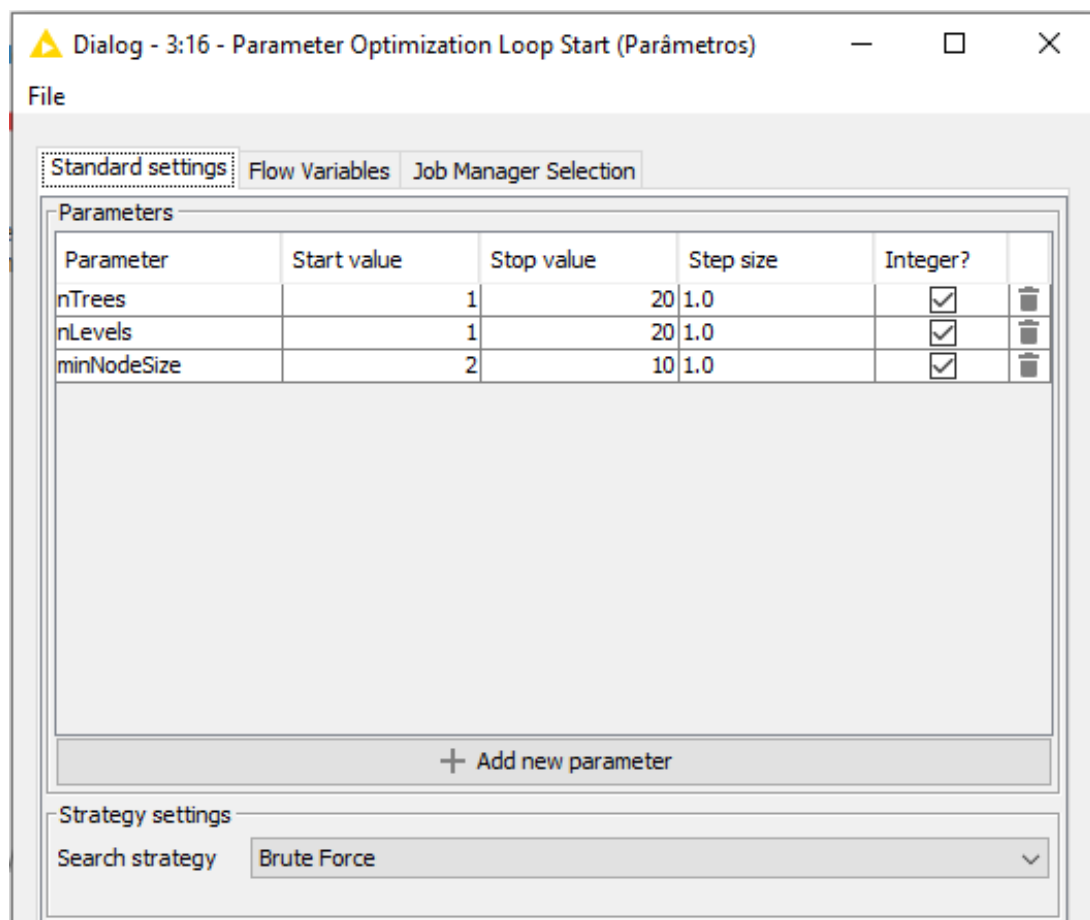 Dialog - 3:16 - Parameter Optimization Loop Start (Parâmetros)
File
Standard settings Flow Variables Job Manager Selection
Parameters
Parameter Start value Stop value Step size Integer?
nTrees 1 20 1.0
nLevels 1 20 1.0
minNodeSize 2 10 1.0
Add new parameter
Strategy settings
Search strategy Brute Force